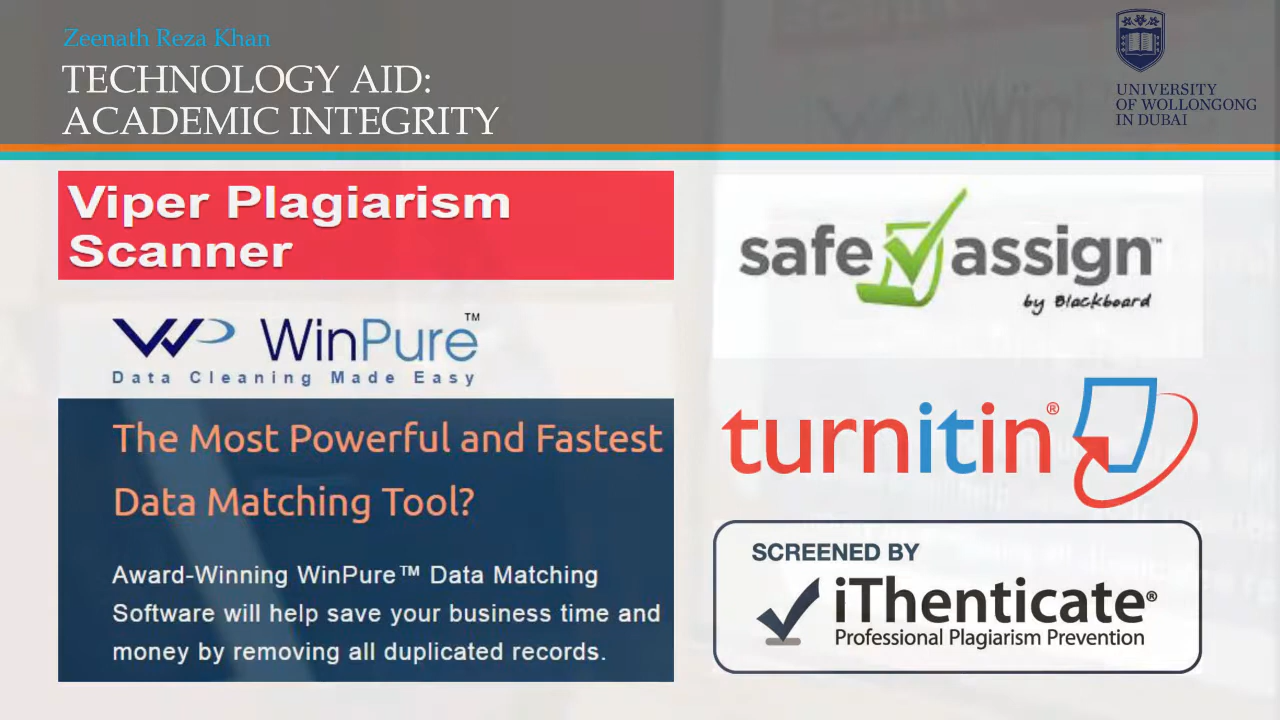 Zeenath Reza Khan
TECHNOLOGY AID:
ACADEMIC INTEGRITY
UNIVERSITY
OF WOLLONGONG
IN DUBAI
Viper Plagiarism
Scanner
WinPure™
Data Cleaning Made Easy
The Most Powerful and Fastest
Data Matching Tool?
Award-Winning WinPure™ Data Matching
Software will help save your business time and
money by removing all duplicated records.
safe assign™
by Blackboard
turnitin®
SCREENED BY
iThenticate®
Professional Plagiarism Prevention